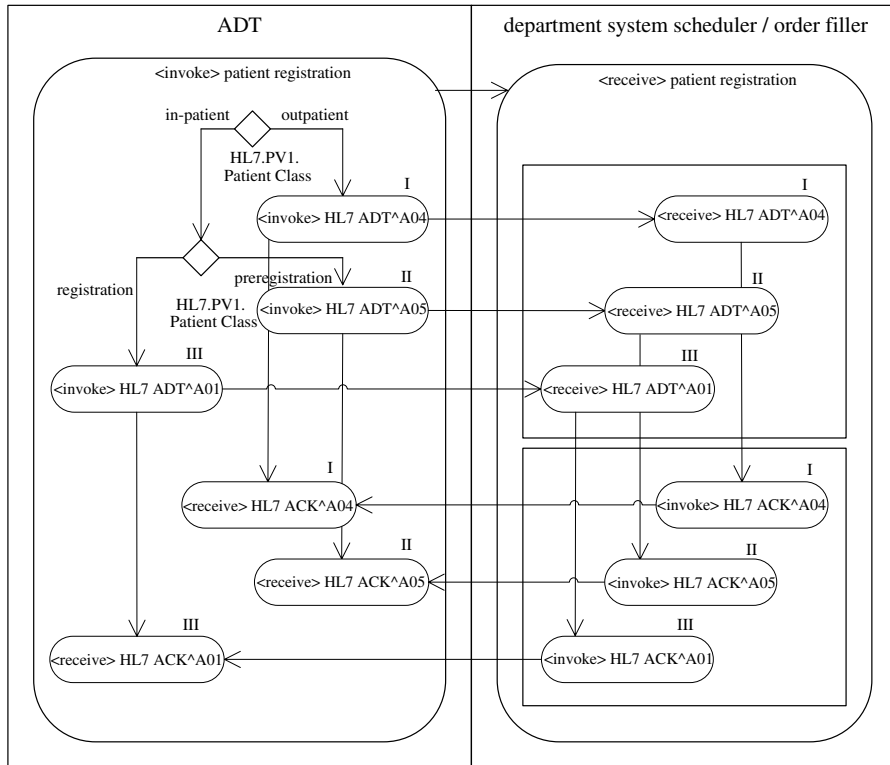 ADT
department system scheduler / order filler
<invoke> patient registration
<receive> patient registration
in-patient
outpatient
HL7.PV1.
Patient Class
I
<invoke> HL7 ADT^A04
I
<receive> HL7 ADT^A04
registration
preregistration
HL7.PV1.
Patient Class
II
<invoke> HL7 ADT^A05
II
<receive> HL7 ADT^A05
III
<invoke> HL7 ADT^A01
III
<receive> HL7 ADT^A01
I
<receive> HL7 ACK^A04
I
<invoke> HL7 ACK^A04
II
<receive> HL7 ACK^A05
II
<invoke> HL7 ACK^A05
III
<receive> HL7 ACK^A01
III
<invoke> HL7 ACK^A01